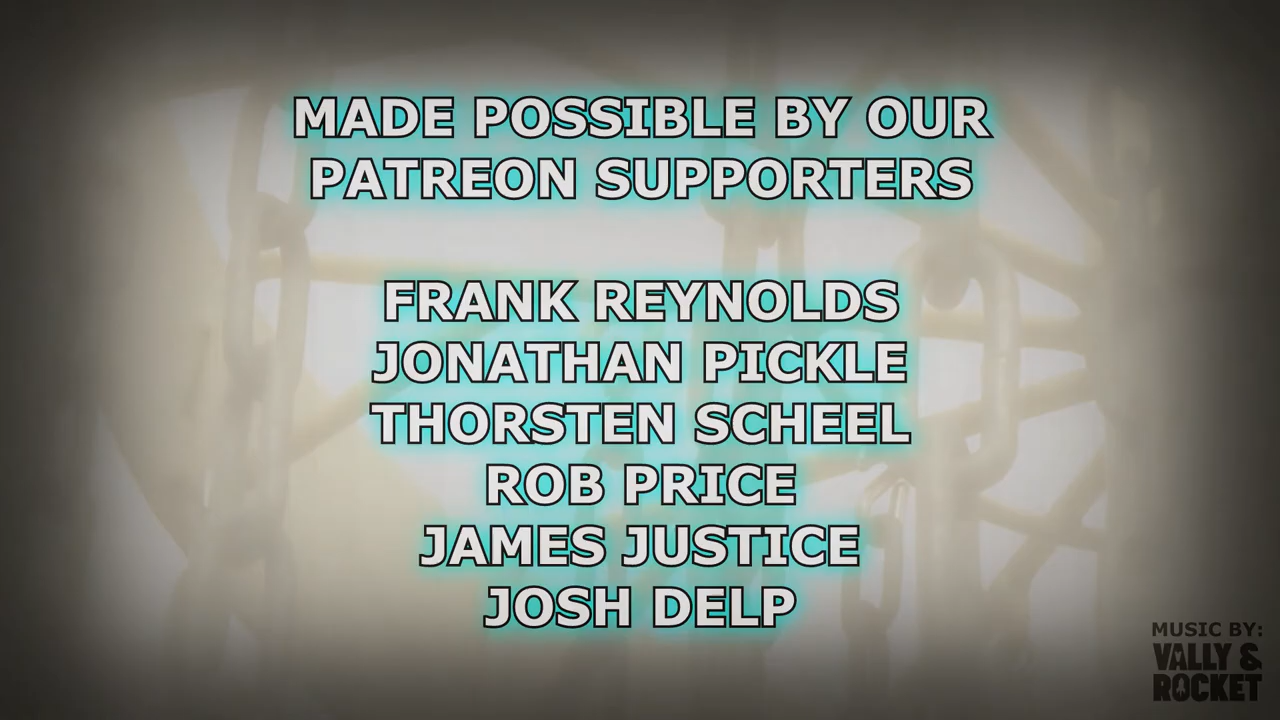 MADE POSSIBLE BY OUR
PATREON SUPPORTERS
FRANK REYNOLDS
JONATHAN PICKLE
THORSTEN SCHEEL
ROB PRICE
JAMES JUSTICE
JOSH DELP
MUSIC BY:
VALLY &
ROCKET